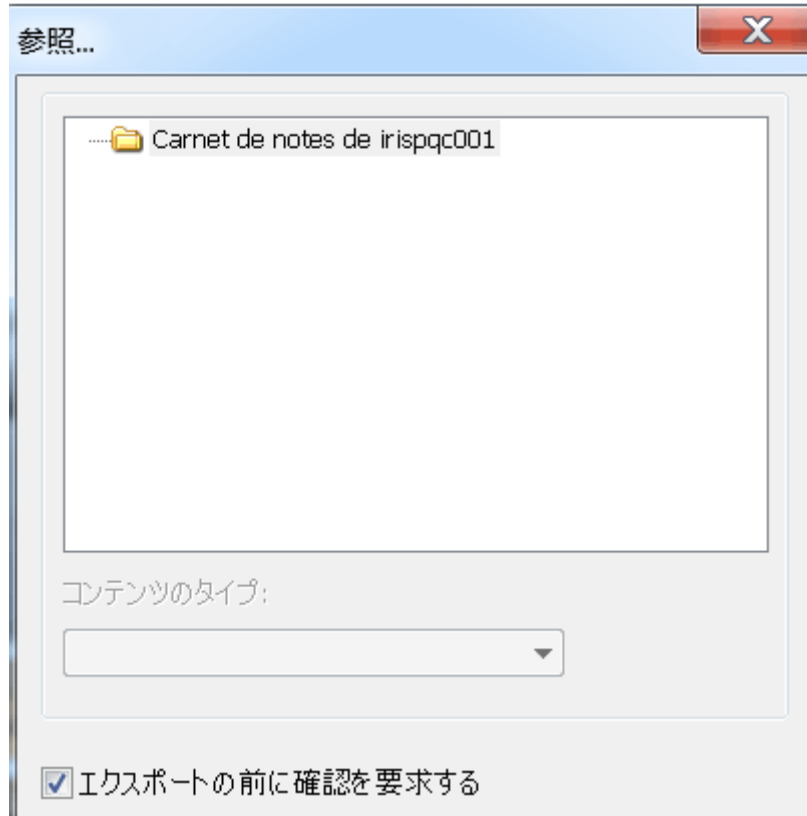 参照...
Carnet de notes de irispqc001
コンテンツのタイプ:
エクスポートの前に確認を要求する